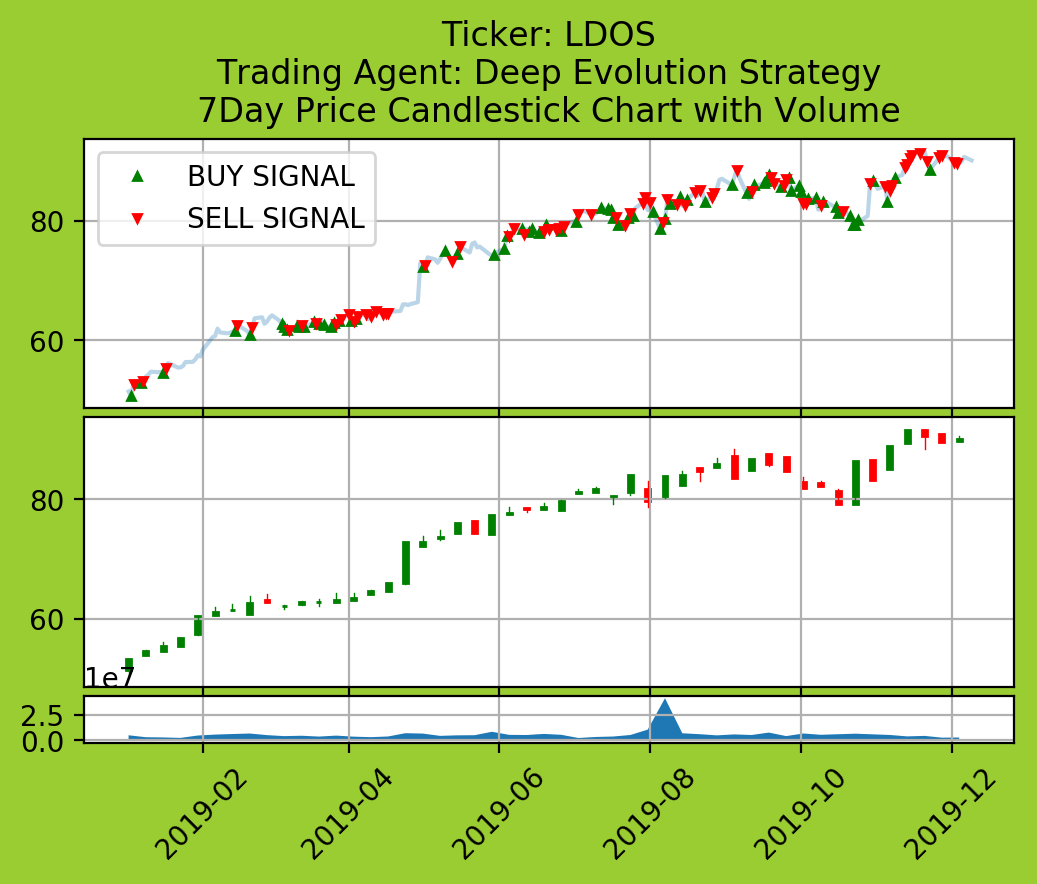 Ticker: LDOS
Trading Agent: Deep Evolution Strategy
7Day Price Candlestick Chart with Volume
BUY SIGNAL
SELL SIGNAL
80
60
80
60
1e7
2.5
0.0
2019-02
2019-04
2019-06
2019-08
2019-10
2019-12